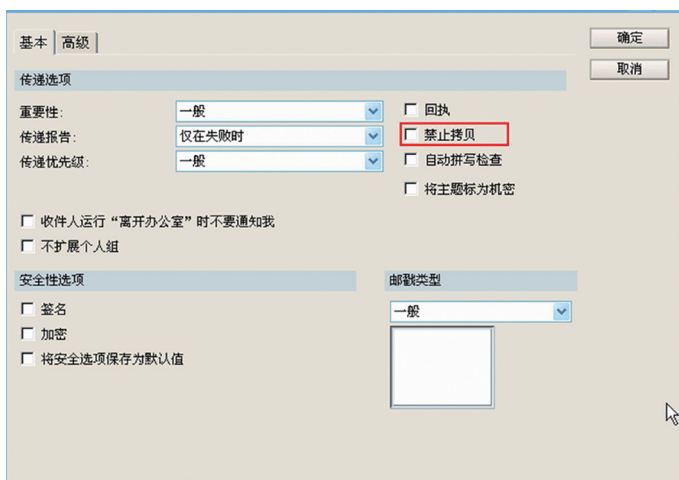 基本 高级 确定
取消
传递选项
重要性: 一般 回执
传递报告: 仅在失败时 禁止拷贝
传递优先级: 一般 自动拼写检查
将主题标为机密
收件人运行“离开办公室”时不要通知我
不扩展个人组
安全性选项 邮戳类型
签名 一般
加密
将安全选项保存为默认值